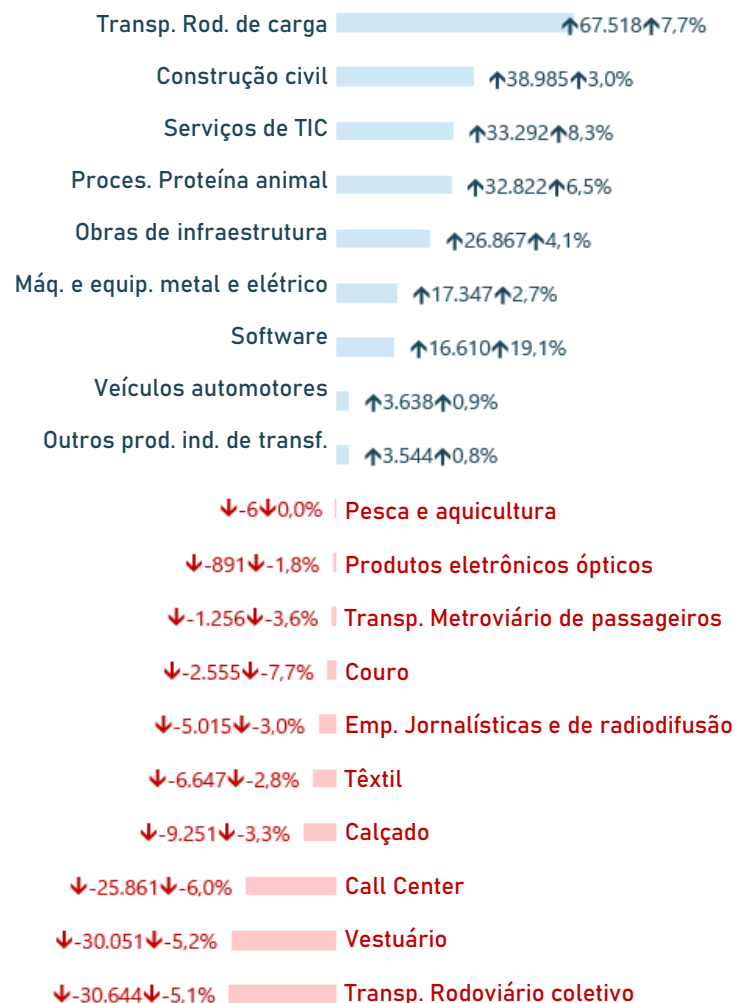 Transp. Rod. de carga ↑67.518↑7,7%
Construção civil ↑38.985↑3,0%
Serviços de TIC ↑33.292↑8,3%
Proces. Proteína animal ↑32.822↑6,5%
Obras de infraestrutura ↑26.867↑4,1%
Máq. e equip. metal e elétrico ↑17.347↑2,7%
Software ↑16.610↑19,1%
Veículos automotores ↑3.638↑0,9%
Outros prod. ind. de transf. ↑3.544↑0,8%
↓-6↓0,0% Pesca e aquicultura
↓-891↓-1,8% Produtos eletrônicos ópticos
↓-1.256↓-3,6% Transp. Metroviário de passageiros
↓-2.555↓-7,7% Couro
↓-5.015↓-3,0% Emp. Jornalísticas e de radiodifusão
↓-6.647↓-2,8% Têxtil
↓-9.251↓-3,3% Calçado
↓-25.861↓-6,0% Call Center
↓-30.051↓-5,2% Vestuário
↓-30.644↓-5,1% Transp. Rodoviário coletivo